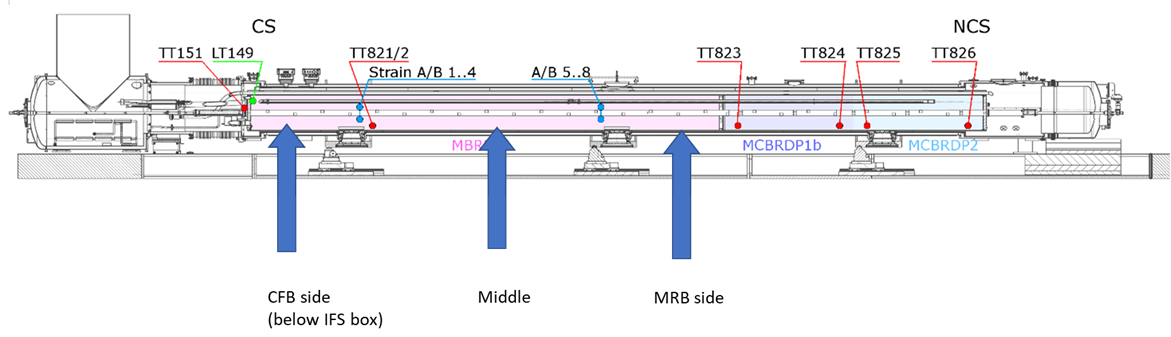 CS
NCS
TT151 LT149
TT821/2
Strain A/B 1..4
A/B 5..8
TT823
TT824
TT825
TT826
MCBRDP1b
MCBRDP2
CFB side
(below IFS box)
Middle
MRB side